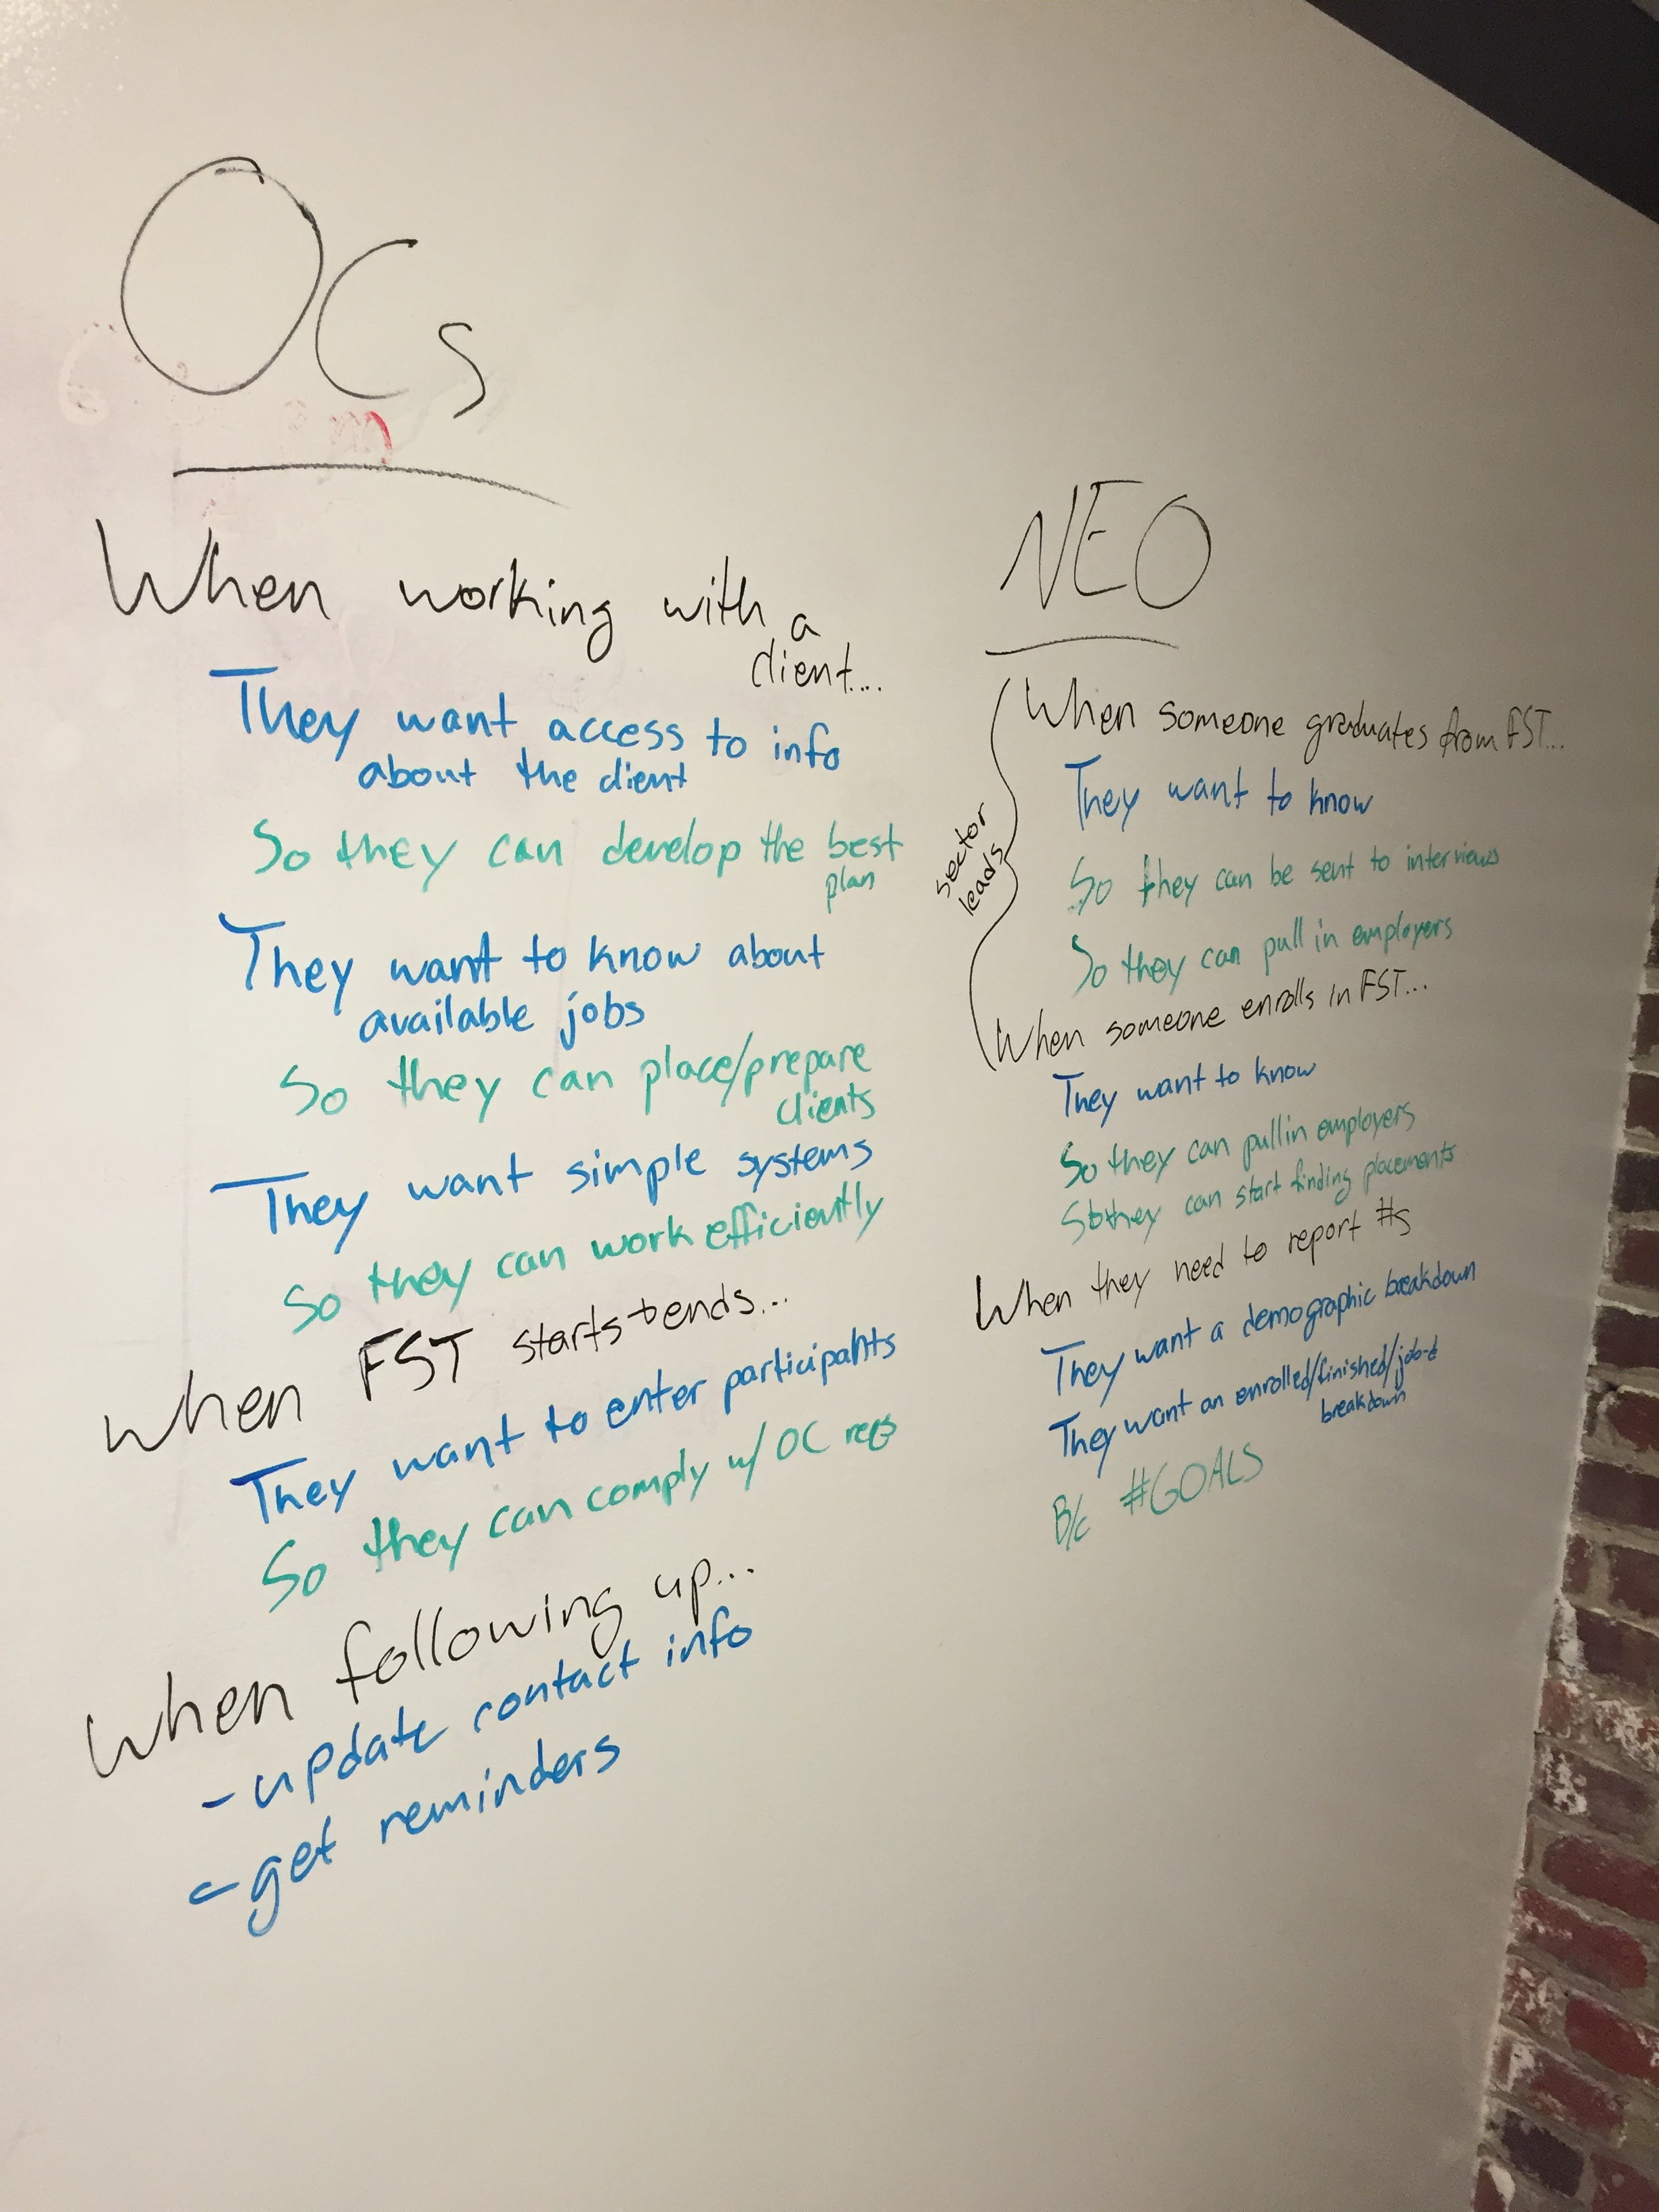 OCs
When working with a
client...
They want access to info
about the client
So they can develop the best
plan
They want to know about
available jobs
So they can place/prepare
clients
They want simple systems
So they can work efficiently
When FST starts + ends...
They want to enter participants
So they can comply w/ OC reqs
When following up...
- update contact info
- get reminders
NEO
sector
leads
When someone graduates from FST...
They want to know
So they can be sent to interviews
So they can pull in employers
When someone enrolls in FST...
They want to know
So they can pull in employers
So they can start finding placements
When they need to report #s
They want a demographic breakdown
They want an enrolled/finished/job-d
breakdown
B/c #GOALS